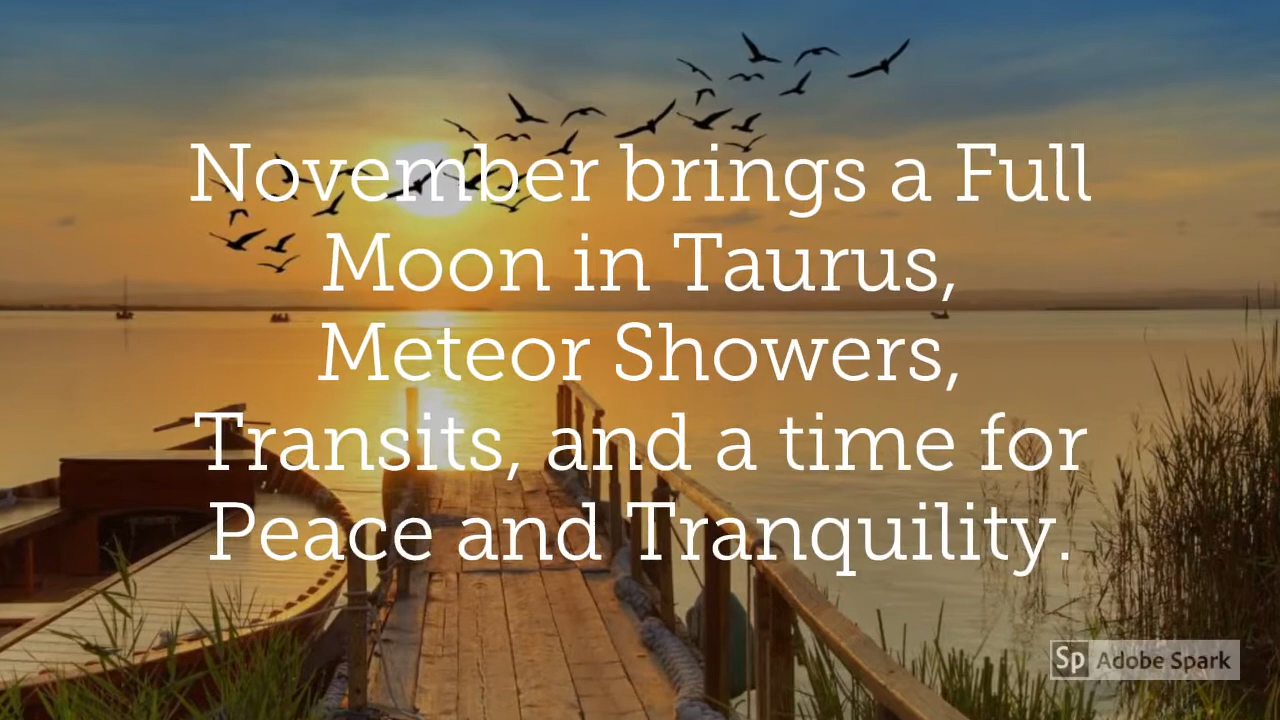 November brings a Full
Moon in Taurus,
Meteor Showers,
Transits, and a time for
Peace and Tranquility.
Sp Adobe Spark